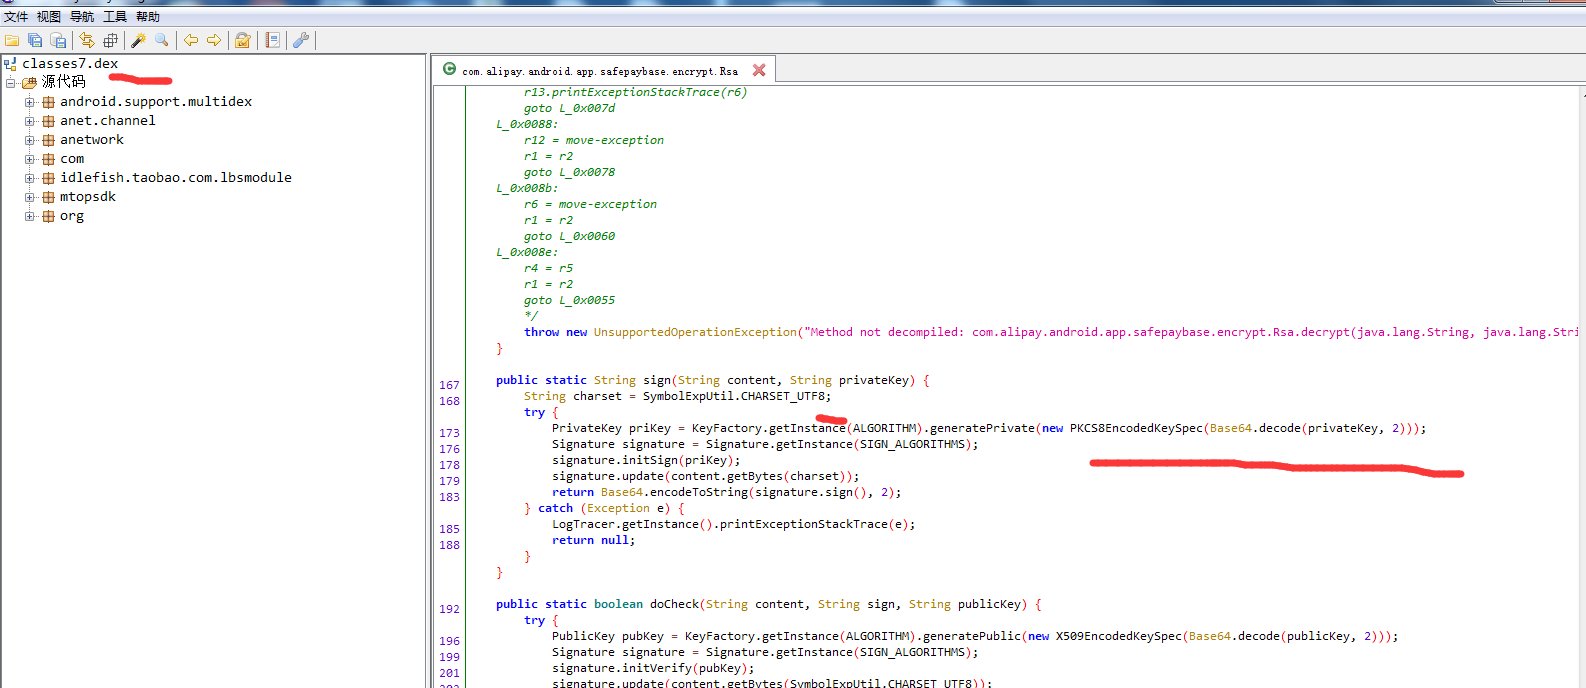 文件 视图 导航 工具 帮助
classes7.dex
源代码
android.support.multidex
anet.channel
anetwork
com
idlefish.taobao.com.lbsmodule
mtopsdk
org
com.alipay.android.app.safepaybase.encrypt.Rsa
r13.printExceptionStackTrace(r6)
goto L_0x007d
L_0x0088:
r12 = move-exception
r1 = r2
goto L_0x0078
L_0x008b:
r6 = move-exception
r1 = r2
goto L_0x0060
L_0x008e:
r4 = r5
r1 = r2
goto L_0x0055
*/
throw new UnsupportedOperationException("Method not decompiled: com.alipay.android.app.safepaybase.encrypt.Rsa.decrypt(java.lang.String, java.lang.Stri
}
167 public static String sign(String content, String privateKey) {
168 String charset = SymbolExpUtil.CHARSET_UTF8;
try {
173 PrivateKey priKey = KeyFactory.getInstance(ALGORITHM).generatePrivate(new PKCS8EncodedKeySpec(Base64.decode(privateKey, 2)));
176 Signature signature = Signature.getInstance(SIGN_ALGORITHMS);
178 signature.initSign(priKey);
179 signature.update(content.getBytes(charset));
183 return Base64.encodeToString(signature.sign(), 2);
} catch (Exception e) {
185 LogTracer.getInstance().printExceptionStackTrace(e);
188 return null;
}
}
192 public static boolean doCheck(String content, String sign, String publicKey) {
try {
196 PublicKey pubKey = KeyFactory.getInstance(ALGORITHM).generatePublic(new X509EncodedKeySpec(Base64.decode(publicKey, 2)));
199 Signature signature = Signature.getInstance(SIGN_ALGORITHMS);
201 signature.initVerify(pubKey);
signature.update(content.getBytes(SymbolExpUtil.CHARSET_UTF8));